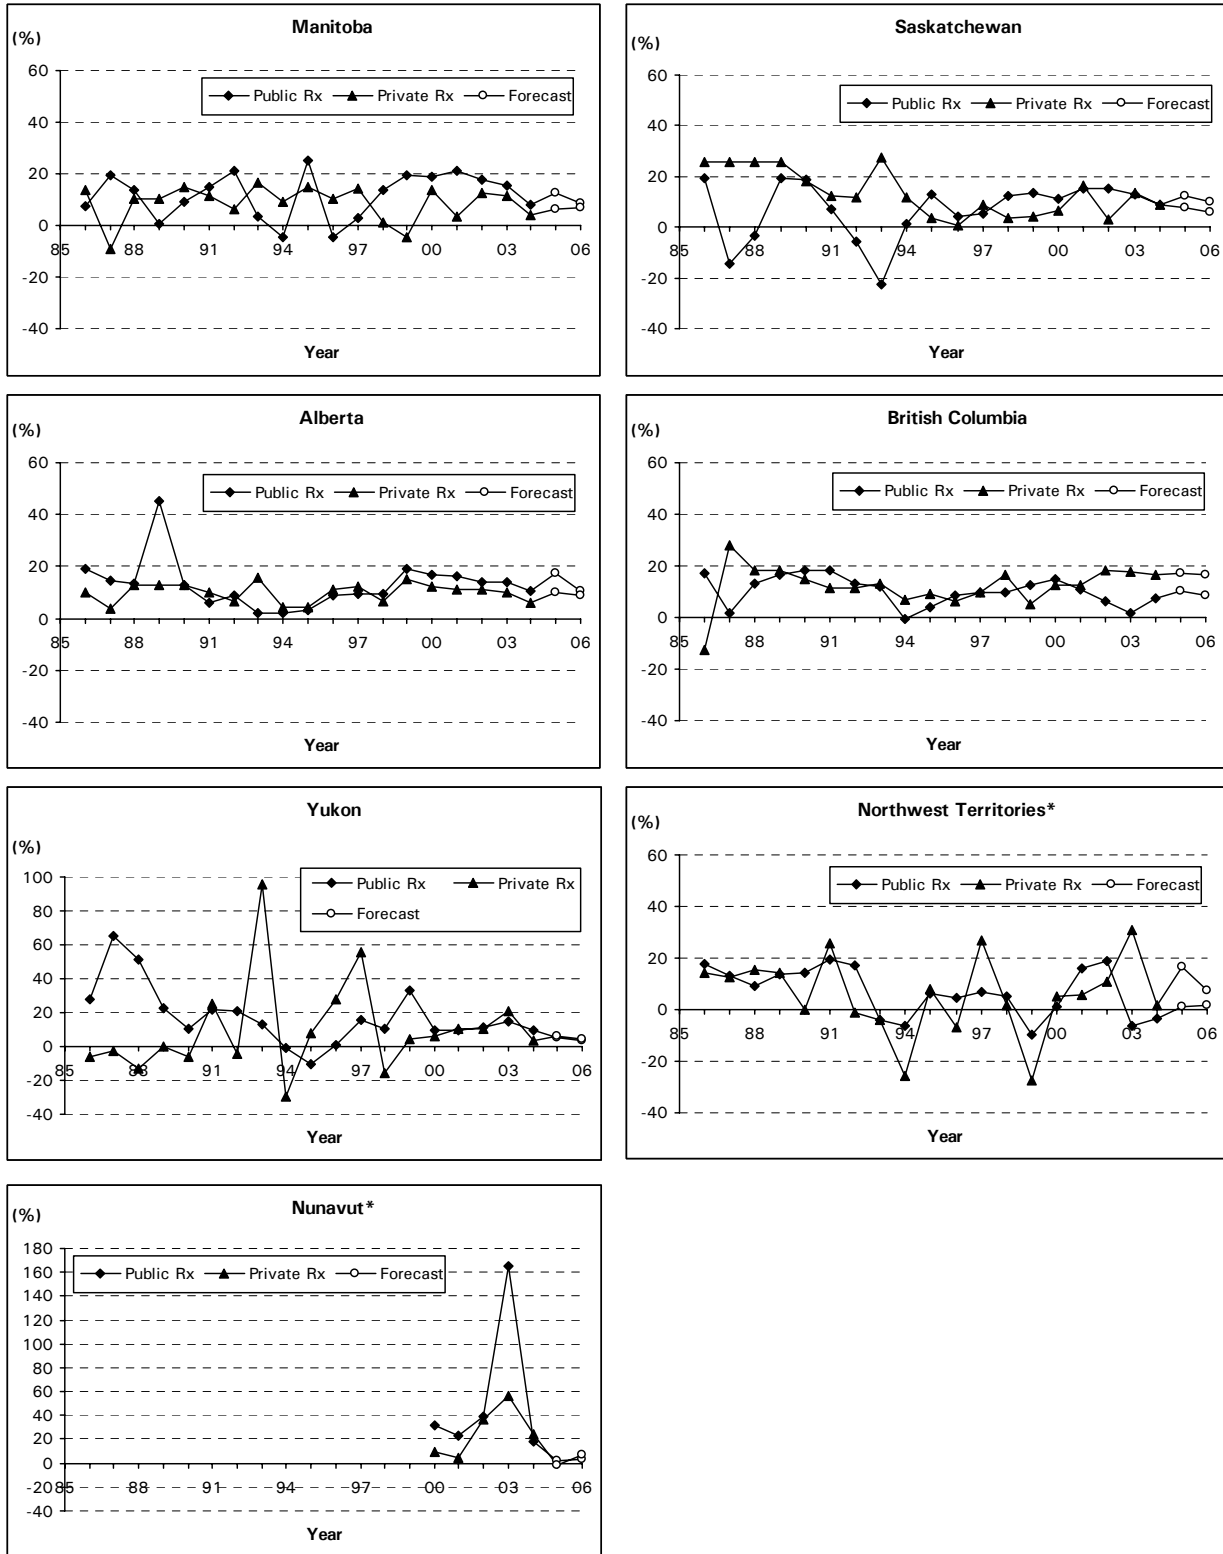 Manitoba
(%)
Public Rx Private Rx Forecast
60
40
20
0
-20
-40
85 88 91 94 97 00 03 06
Year
Saskatchewan
(%)
Public Rx Private Rx Forecast
60
40
20
0
-20
-40
85 88 91 94 97 00 03 06
Year
Alberta
(%)
Public Rx Private Rx Forecast
60
40
20
0
-20
-40
85 88 91 94 97 00 03 06
Year
British Columbia
(%)
Public Rx Private Rx Forecast
60
40
20
0
-20
-40
85 88 91 94 97 00 03 06
Year
Yukon
(%)
Public Rx Private Rx
Forecast
100
80
60
40
20
0
-20
-40
85 88 91 94 97 00 03 06
Year
Northwest Territories*
(%)
Public Rx Private Rx Forecast
60
40
20
0
-20
-40
85 88 91 94 97 00 03 06
Year
Nunavut*
(%)
Public Rx Private Rx Forecast
180
160
140
120
100
80
60
40
20
0
-20
-40
85 88 91 94 97 00 03 06
Year